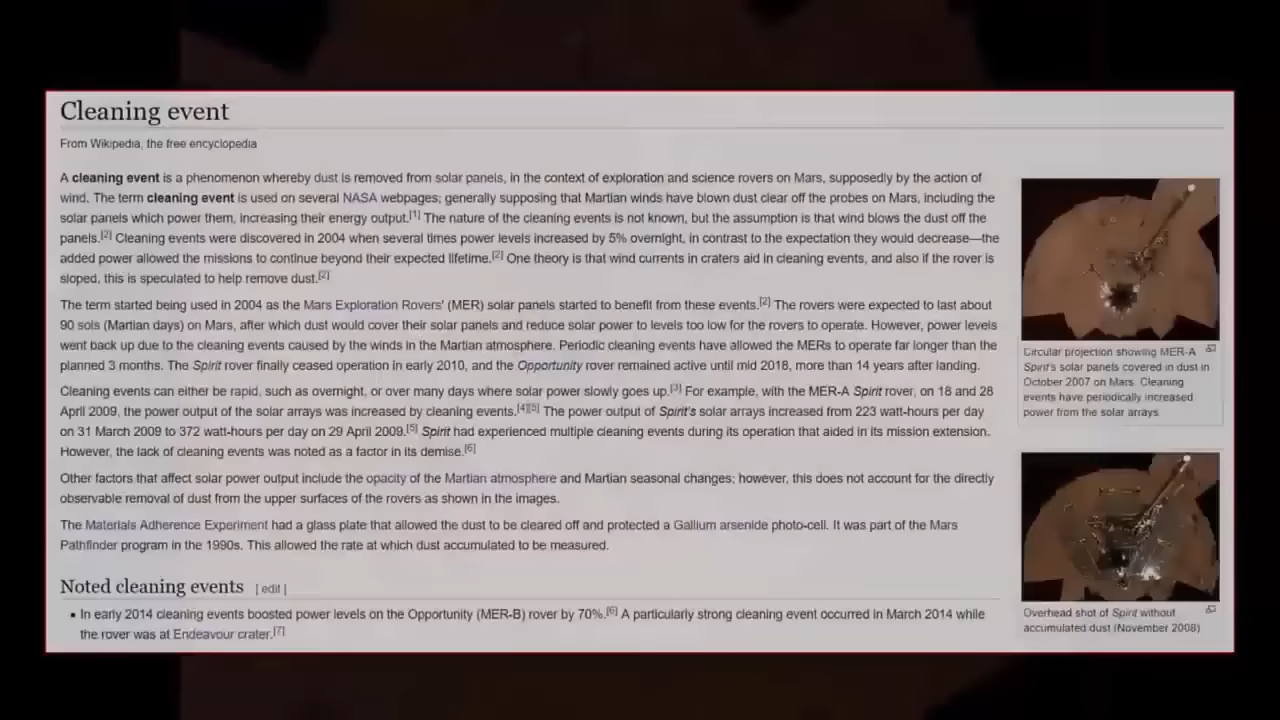 Cleaning event
From Wikipedia, the free encyclopedia
A cleaning event is a phenomenon whereby dust is removed from solar panels, in the context of exploration and science rovers on Mars, supposedly by the action of
wind. The term cleaning event is used on several NASA webpages; generally supposing that Martian winds have blown dust clear off the probes on Mars, including the
solar panels which power them, increasing their energy output.[1] The nature of the cleaning events is not known, but the assumption is that wind blows the dust off the
panels.[2] Cleaning events were discovered in 2004 when several times power levels increased by 5% overnight, in contrast to the expectation they would decrease—the
added power allowed the missions to continue beyond their expected lifetime.[2] One theory is that wind currents in craters aid in cleaning events, and also if the rover is
sloped, this is speculated to help remove dust.[2]
The term started being used in 2004 as the Mars Exploration Rovers' (MER) solar panels started to benefit from these events.[2] The rovers were expected to last about
90 sols (Martian days) on Mars, after which dust would cover their solar panels and reduce solar power to levels too low for the rovers to operate. However, power levels
went back up due to the cleaning events caused by the winds in the Martian atmosphere. Periodic cleaning events have allowed the MERs to operate far longer than the
planned 3 months. The Spirit rover finally ceased operation in early 2010, and the Opportunity rover remained active until mid 2018, more than 14 years after landing.
Cleaning events can either be rapid, such as overnight, or over many days where solar power slowly goes up.[3] For example, with the MER-A Spirit rover, on 18 and 28
April 2009, the power output of the solar arrays was increased by cleaning events.[4][5] The power output of Spirit's solar arrays increased from 223 watt-hours per day
on 31 March 2009 to 372 watt-hours per day on 29 April 2009.[5] Spirit had experienced multiple cleaning events during its operation that aided in its mission extension.
However, the lack of cleaning events was noted as a factor in its demise.[6]
Other factors that affect solar power output include the opacity of the Martian atmosphere and Martian seasonal changes; however, this does not account for the directly
observable removal of dust from the upper surfaces of the rovers as shown in the images.
The Materials Adherence Experiment had a glass plate that allowed the dust to be cleared off and protected a Gallium arsenide photo-cell. It was part of the Mars
Pathfinder program in the 1990s. This allowed the rate at which dust accumulated to be measured.
Noted cleaning events [ edit ]
• In early 2014 cleaning events boosted power levels on the Opportunity (MER-B) rover by 70%.[6] A particularly strong cleaning event occurred in March 2014 while
the rover was at Endeavour crater.[7]
Circular projection showing MER-A
Spirit's solar panels covered in dust in
October 2007 on Mars. Cleaning
events have periodically increased
power from the solar arrays.
Overhead shot of Spirit without
accumulated dust (November 2008)